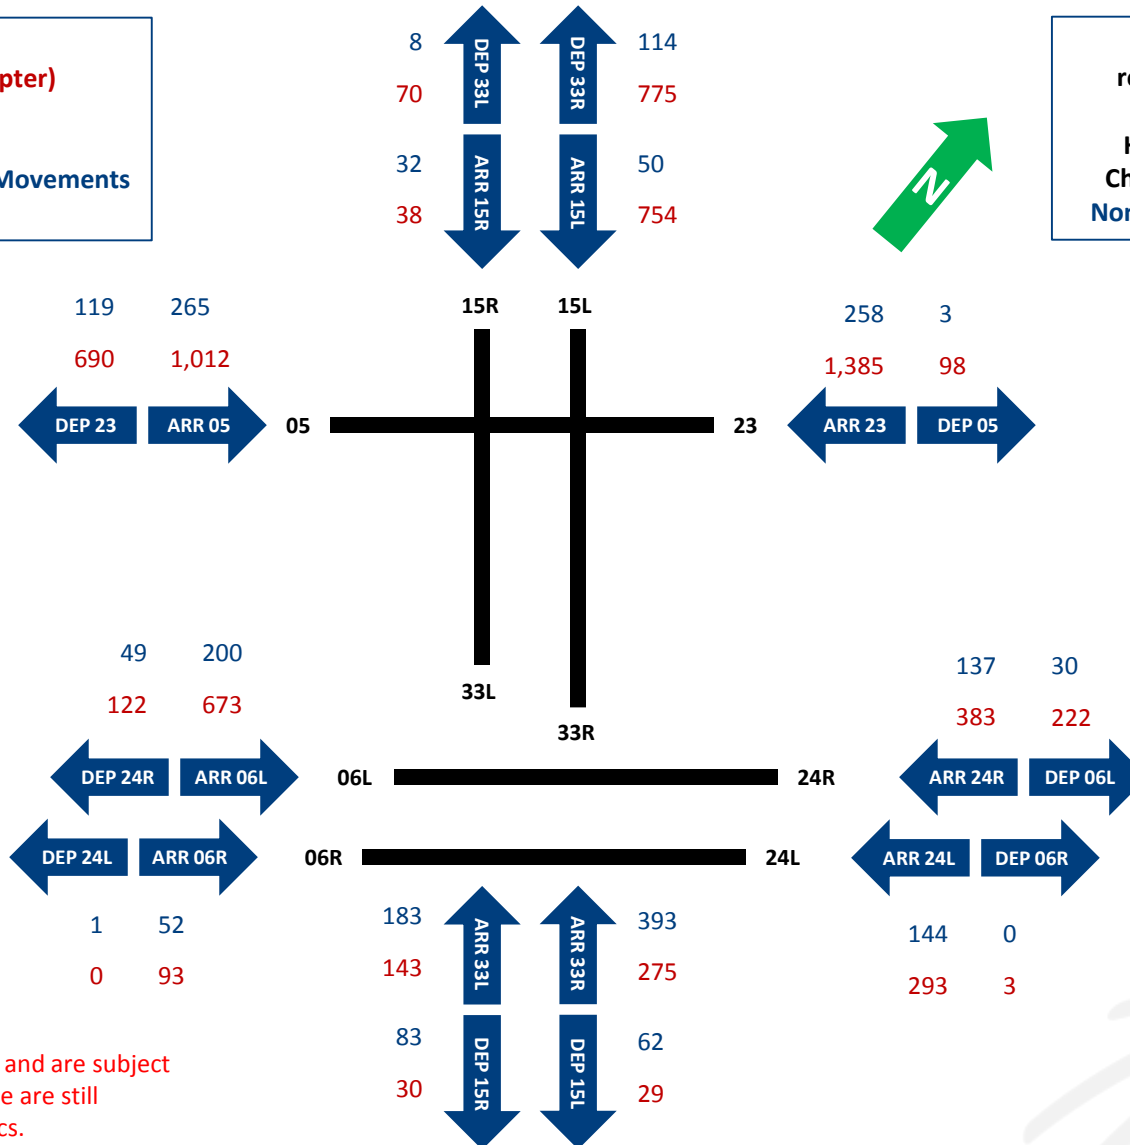 8
114
DEP 33L
DEP 33R
70
775
pter)
32
50
ARR 15R
ARR 15L
Movements
38
754
N
Nor
119 265
15R 15L
258 3
690 1,012
1,385 98
DEP 23 ARR 05
05
23
ARR 23 DEP 05
49 200
137 30
122 673
33L
383 222
33R
DEP 24R ARR 06L
06L
24R
ARR 24R DEP 06L
DEP 24L ARR 06R
06R
24L
ARR 24L DEP 06R
1 52
183
ARR 33L
ARR 33R
393
144 0
0 93
143
275
293 3
83
DEP 15R
DEP 15L
62
30
29
and are subject
e are still
cs.